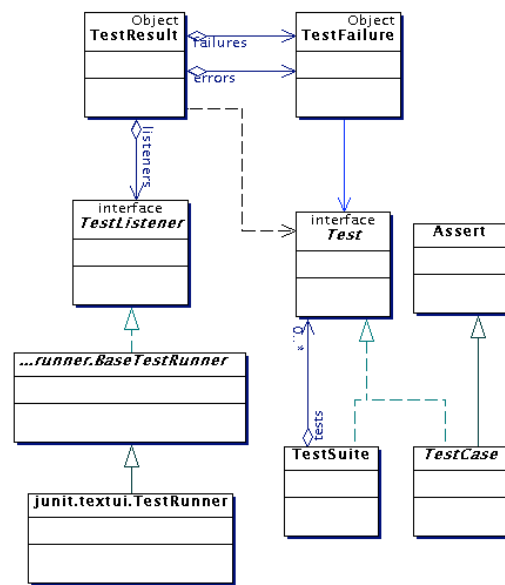 Object
TestResult
failures
errors
Object
TestFailure
listeners
interface
TestListener
interface
Test
Assert
0..*
...runner.BaseTestRunner
tests
TestSuite
TestCase
junit.textui.TestRunner